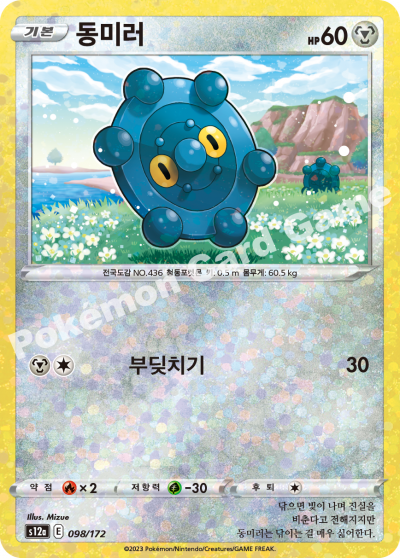 기본 동미러 HP 60
전국도감 NO.436 청동포켓몬 키: 0.5 m 몸무게: 60.5 kg
부딪치기 30
약점 ×2 저항력 -30 후퇴
Illus. Mizue
s12a E 098/172
닦으면 빛이 나며 진실을
비춘다고 전해지지만
동미러는 닦이는 걸 매우 싫어한다.
©2023 Pokémon/Nintendo/Creatures/GAME FREAK.
Pokémon Card Game